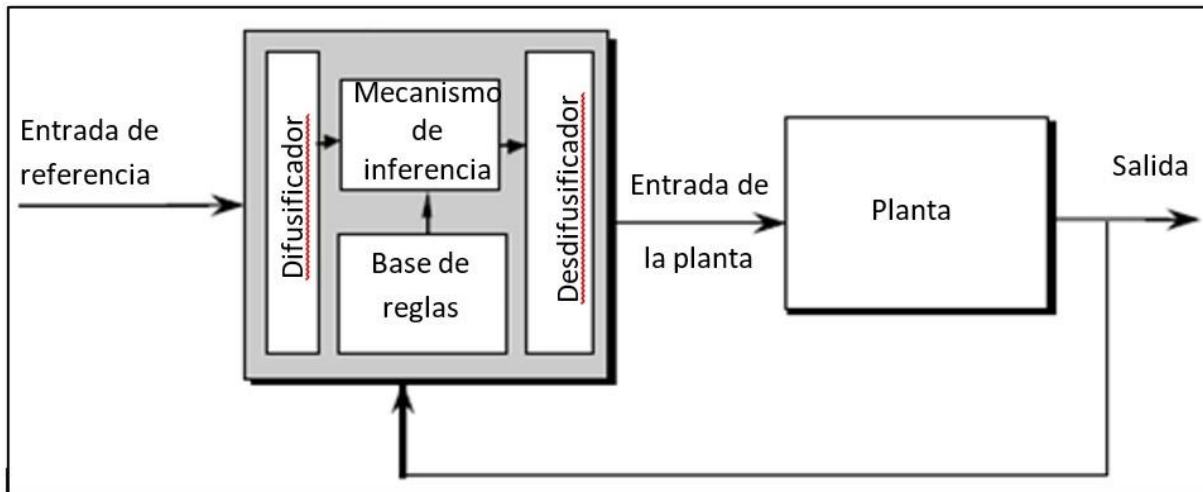 Entrada de
referencia
Difusificador
Mecanismo
de
inferencia
Base de
reglas
Desdifusificador
Entrada de
la planta
Planta
Salida